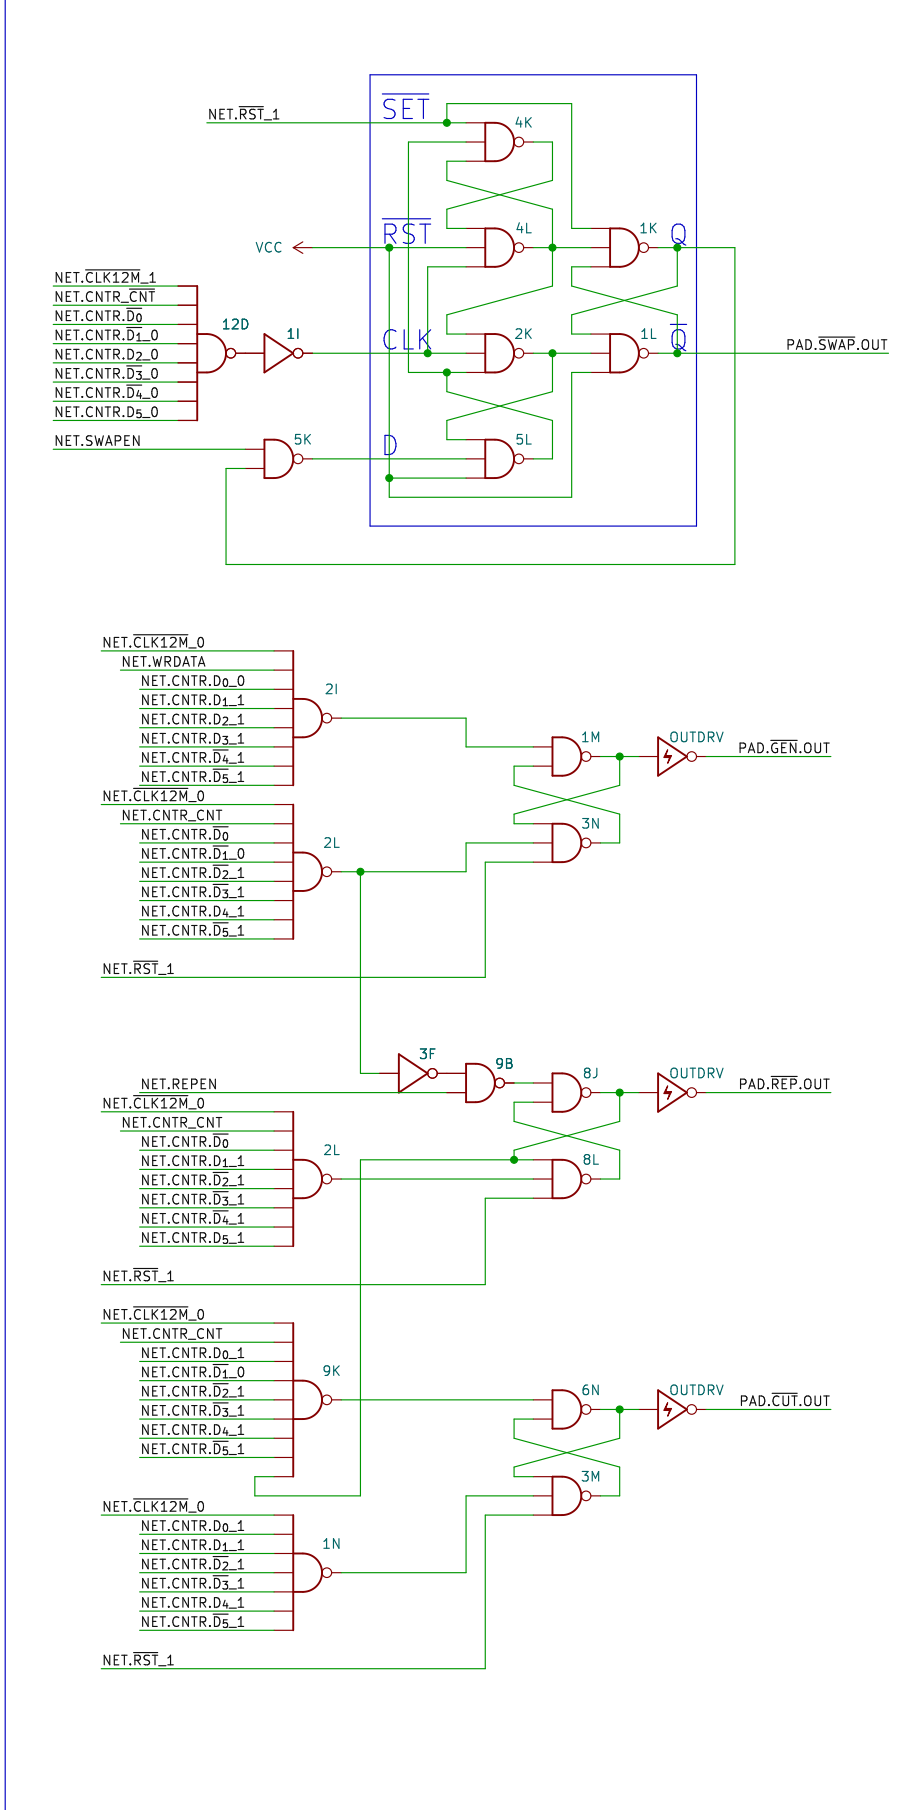 SET
NET.RST_1
4K
VCC
RST
4L
1K
Q
NET.CLK12M_1
NET.CNTR_CNT
NET.CNTR.D0
NET.CNTR.D1_0
NET.CNTR.D2_0
NET.CNTR.D3_0
NET.CNTR.D4_0
NET.CNTR.D5_0
12D
1I
CLK
2K
1L
Q
PAD.SWAP.OUT
NET.SWAPEN
5K
D
5L
NET.CLK12M_0
NET.WRDATA
NET.CNTR.D0_0
NET.CNTR.D1_1
NET.CNTR.D2_1
NET.CNTR.D3_1
NET.CNTR.D4_1
NET.CNTR.D5_1
2I
1M
OUTDRV
PAD.GEN.OUT
NET.CLK12M_0
NET.CNTR_CNT
NET.CNTR.D0
NET.CNTR.D1_0
NET.CNTR.D2_1
NET.CNTR.D3_1
NET.CNTR.D4_1
NET.CNTR.D5_1
2L
3N
NET.RST_1
3F
9B
8J
OUTDRV
PAD.REP.OUT
NET.REPEN
NET.CLK12M_0
NET.CNTR_CNT
NET.CNTR.D0
NET.CNTR.D1_1
NET.CNTR.D2_1
NET.CNTR.D3_1
NET.CNTR.D4_1
NET.CNTR.D5_1
2L
8L
NET.RST_1
NET.CLK12M_0
NET.CNTR_CNT
NET.CNTR.D0_1
NET.CNTR.D1_0
NET.CNTR.D2_1
NET.CNTR.D3_1
NET.CNTR.D4_1
NET.CNTR.D5_1
9K
6N
OUTDRV
PAD.CUT.OUT
3M
NET.CLK12M_0
NET.CNTR.D0_1
NET.CNTR.D1_1
NET.CNTR.D2_1
NET.CNTR.D3_1
NET.CNTR.D4_1
NET.CNTR.D5_1
1N
NET.RST_1